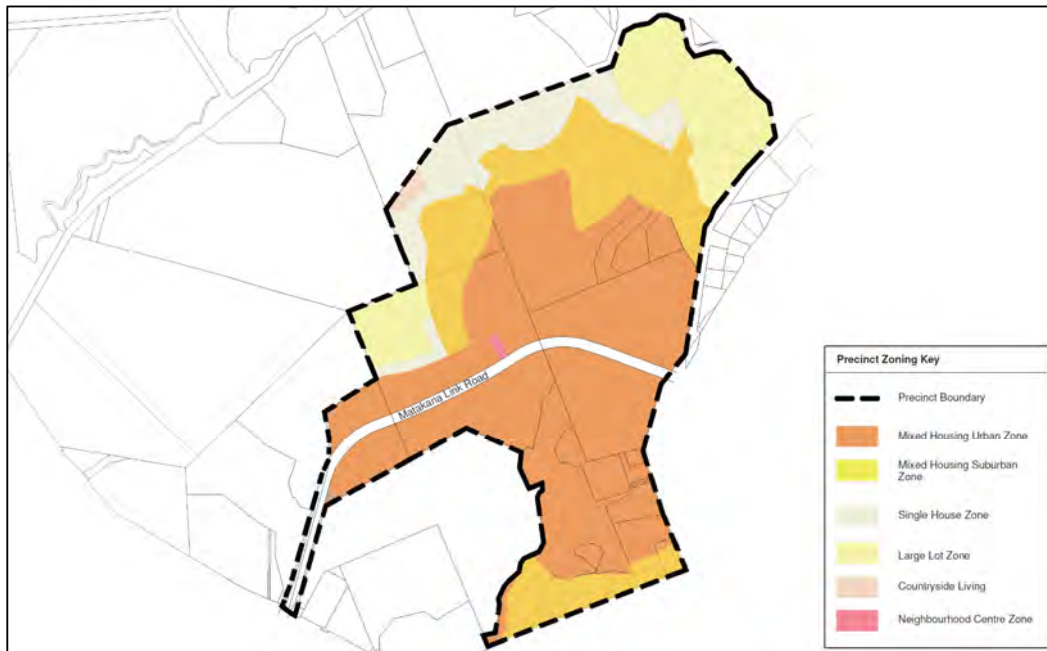 Matakana Link Road
Precinct Zoning Key
Precinct Boundary
Mixed Housing Urban Zone
Mixed Housing Suburban
Zone
Single House Zone
Large Lot Zone
Countryside Living
Neighbourhood Centre Zone